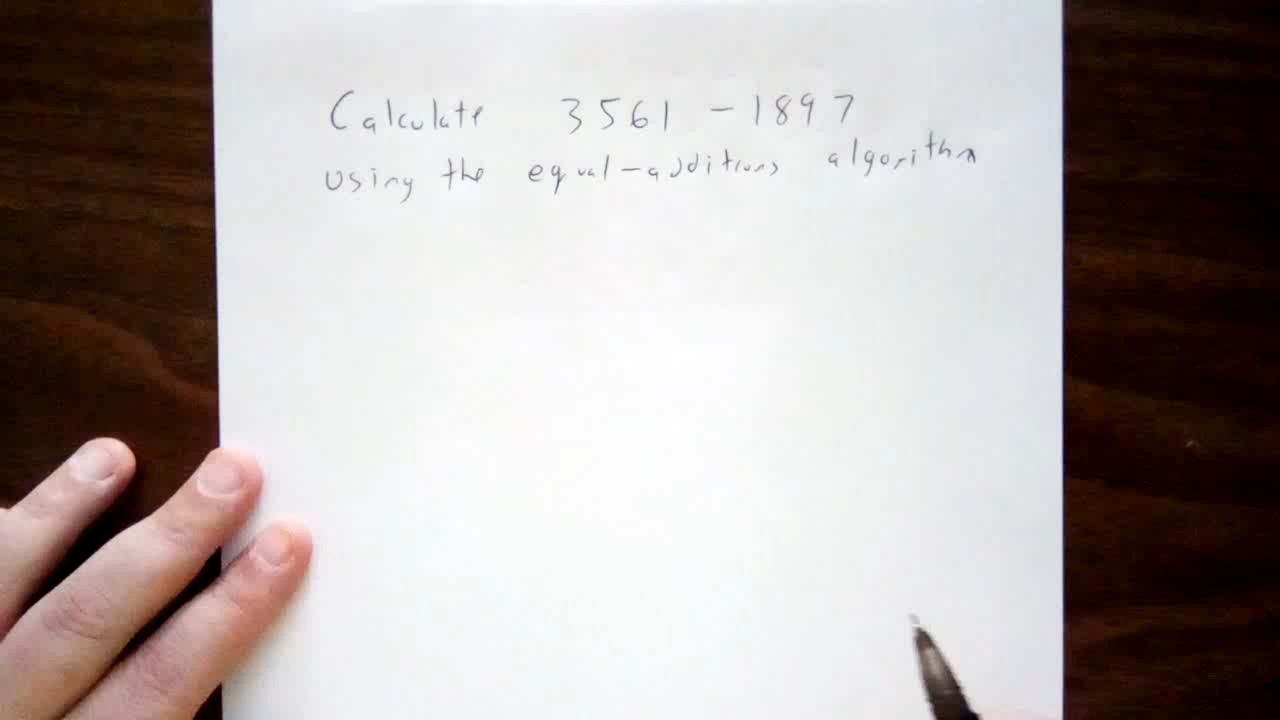 Calculate 3561 - 1897
using the equal-additions algorithm